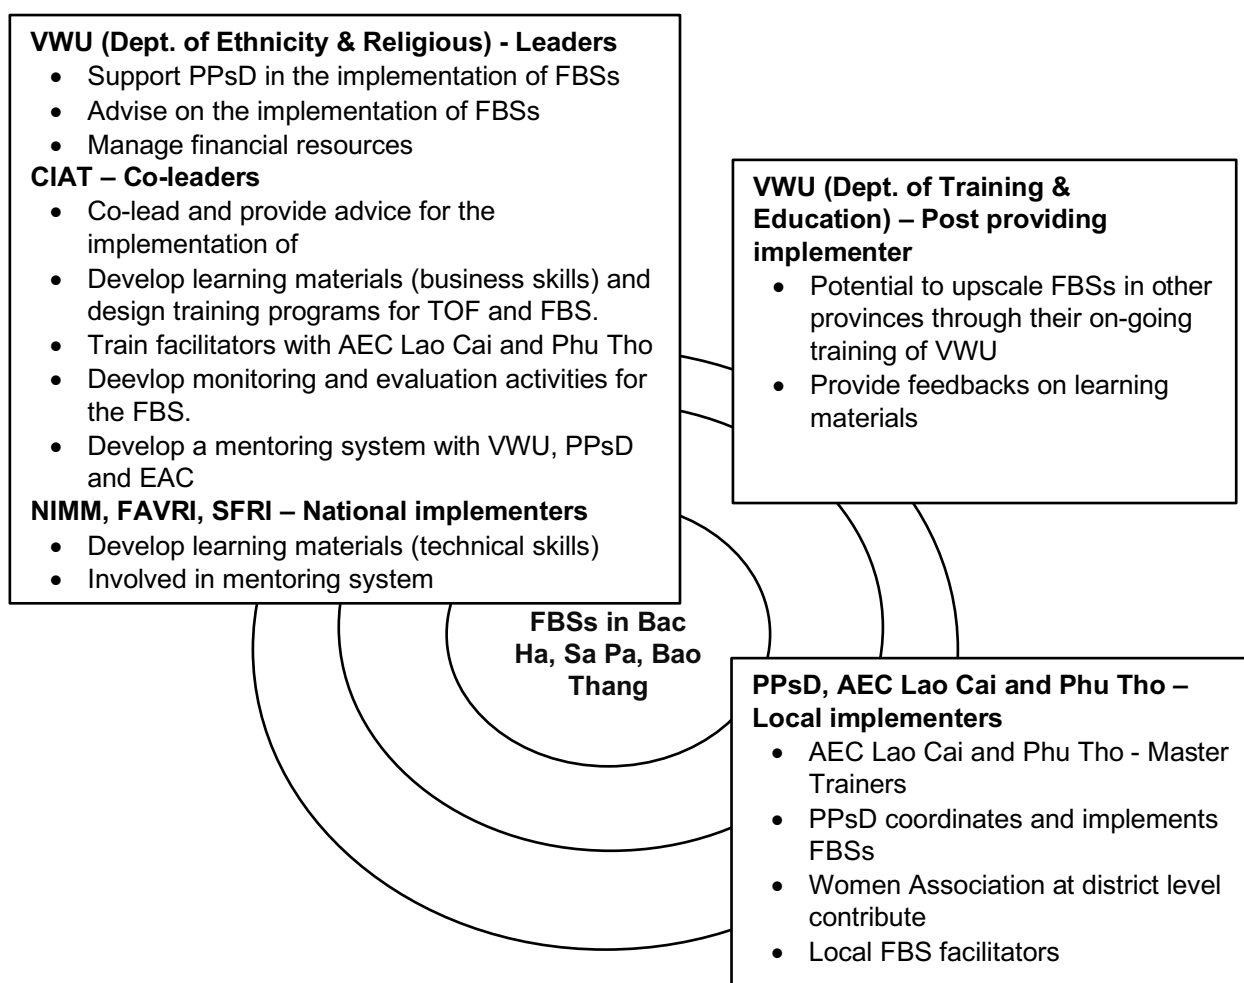 VWU (Dept. of Ethnicity & Religious) - Leaders
• Support PPsD in the implementation of FBSs
• Advise on the implementation of FBSs
• Manage financial resources
CIAT – Co-leaders
• Co-lead and provide advice for the
implementation of
• Develop learning materials (business skills) and
design training programs for TOF and FBS.
• Train facilitators with AEC Lao Cai and Phu Tho
• Deevlop monitoring and evaluation activities for
the FBS.
• Develop a mentoring system with VWU, PPsD
and EAC
NIMM, FAVRI, SFRI – National implementers
• Develop learning materials (technical skills)
• Involved in mentoring system
VWU (Dept. of Training &
Education) – Post providing
implementer
• Potential to upscale FBSs in other
provinces through their on-going
training of VWU
• Provide feedbacks on learning
materials
FBSs in Bac
Ha, Sa Pa, Bao
Thang
PPsD, AEC Lao Cai and Phu Tho –
Local implementers
• AEC Lao Cai and Phu Tho - Master
Trainers
• PPsD coordinates and implements
FBSs
• Women Association at district level
contribute
• Local FBS facilitators